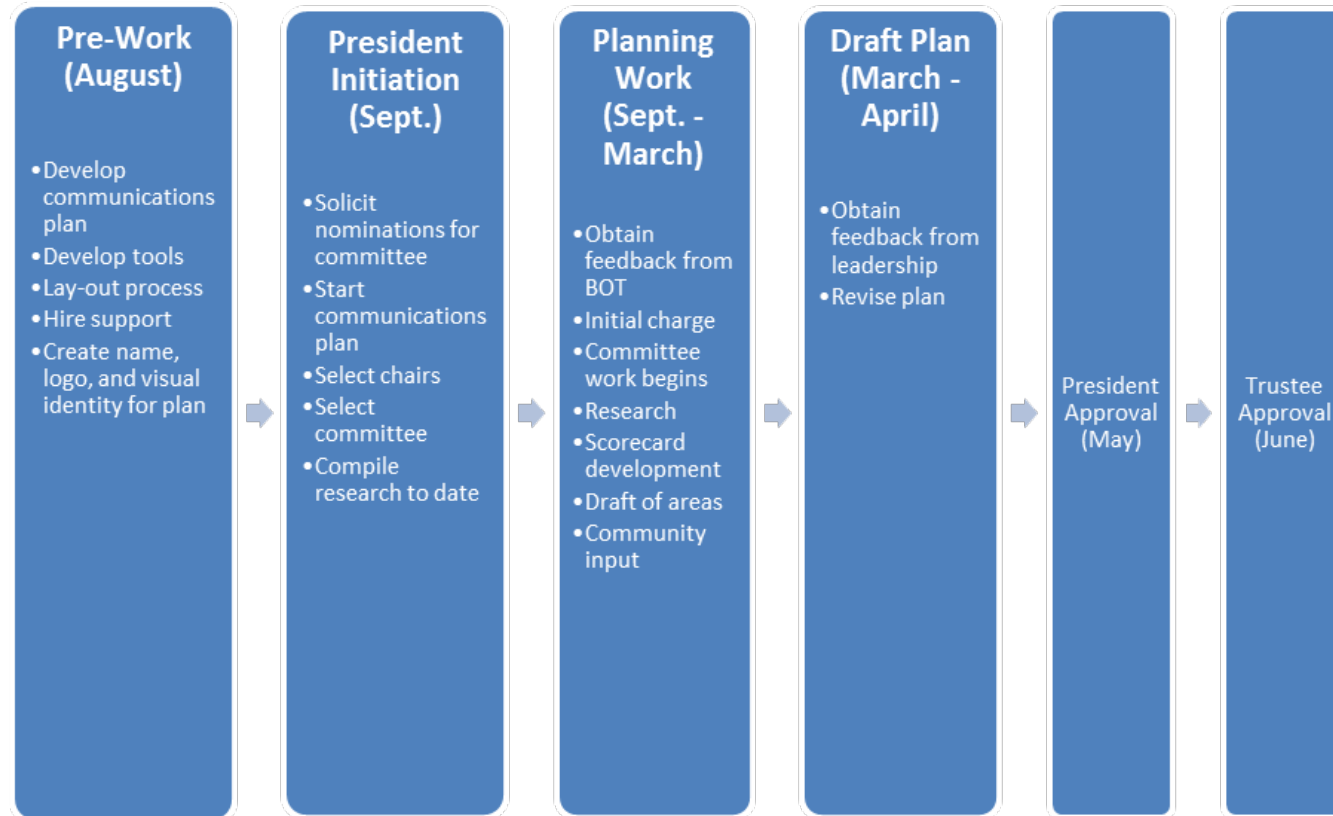 Pre-Work
(August)
•Develop
communications
plan
•Develop tools
•Lay-out process
•Hire support
•Create name,
logo, and visual
identity for plan
President
Initiation
(Sept.)
•Solicit
nominations for
committee
•Start
communications
plan
•Select chairs
•Select
committee
•Compile
research to date
Planning
Work
(Sept. -
March)
•Obtain
feedback from
BOT
•Initial charge
•Committee
work begins
•Research
•Scorecard
development
•Draft of areas
•Community
input
Draft Plan
(March -
April)
•Obtain
feedback from
leadership
•Revise plan
President
Approval
(May)
Trustee
Approval
(June)